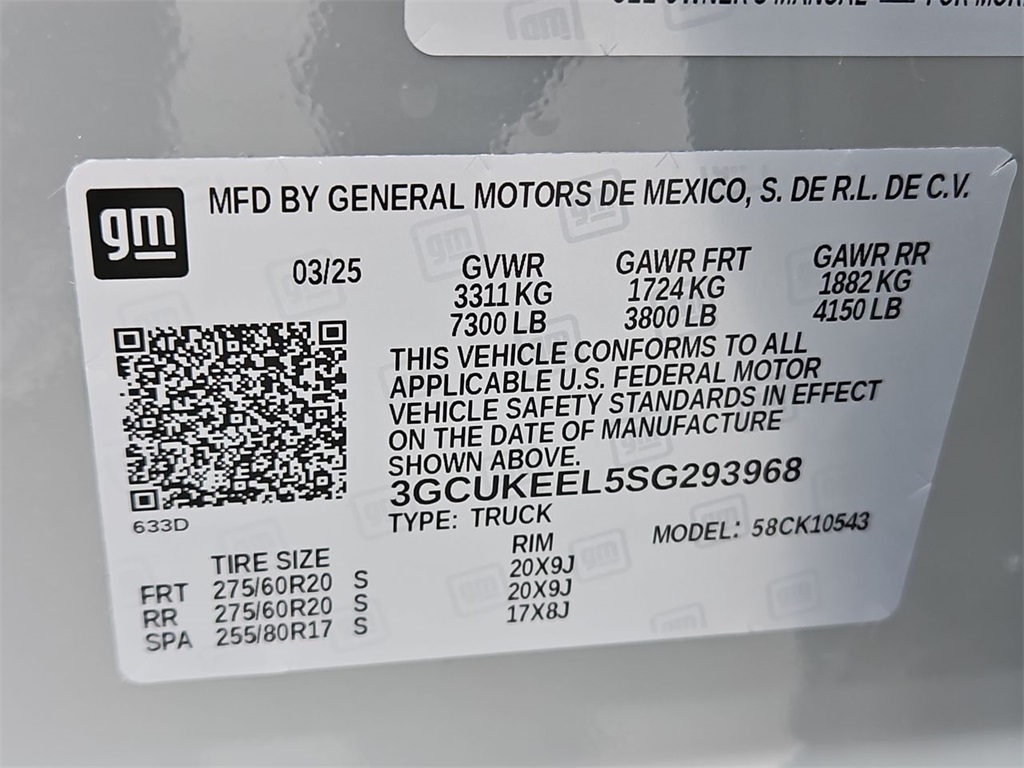 OWNER'S MANUAL
gm
MFD BY GENERAL MOTORS DE MEXICO, S. DE R.L. DE C.V.
03/25
GVWR GAWR FRT GAWR RR
3311 KG 1724 KG 1882 KG
7300 LB 3800 LB 4150 LB
THIS VEHICLE CONFORMS TO ALL
APPLICABLE U.S. FEDERAL MOTOR
VEHICLE SAFETY STANDARDS IN EFFECT
ON THE DATE OF MANUFACTURE
SHOWN ABOVE.
3GCUKEEL5SG293968
633D
TYPE: TRUCK MODEL: 58CK10543
TIRE SIZE RIM
FRT 275/60R20 S 20X9J
RR 275/60R20 S 20X9J
SPA 255/80R17 S 17X8J